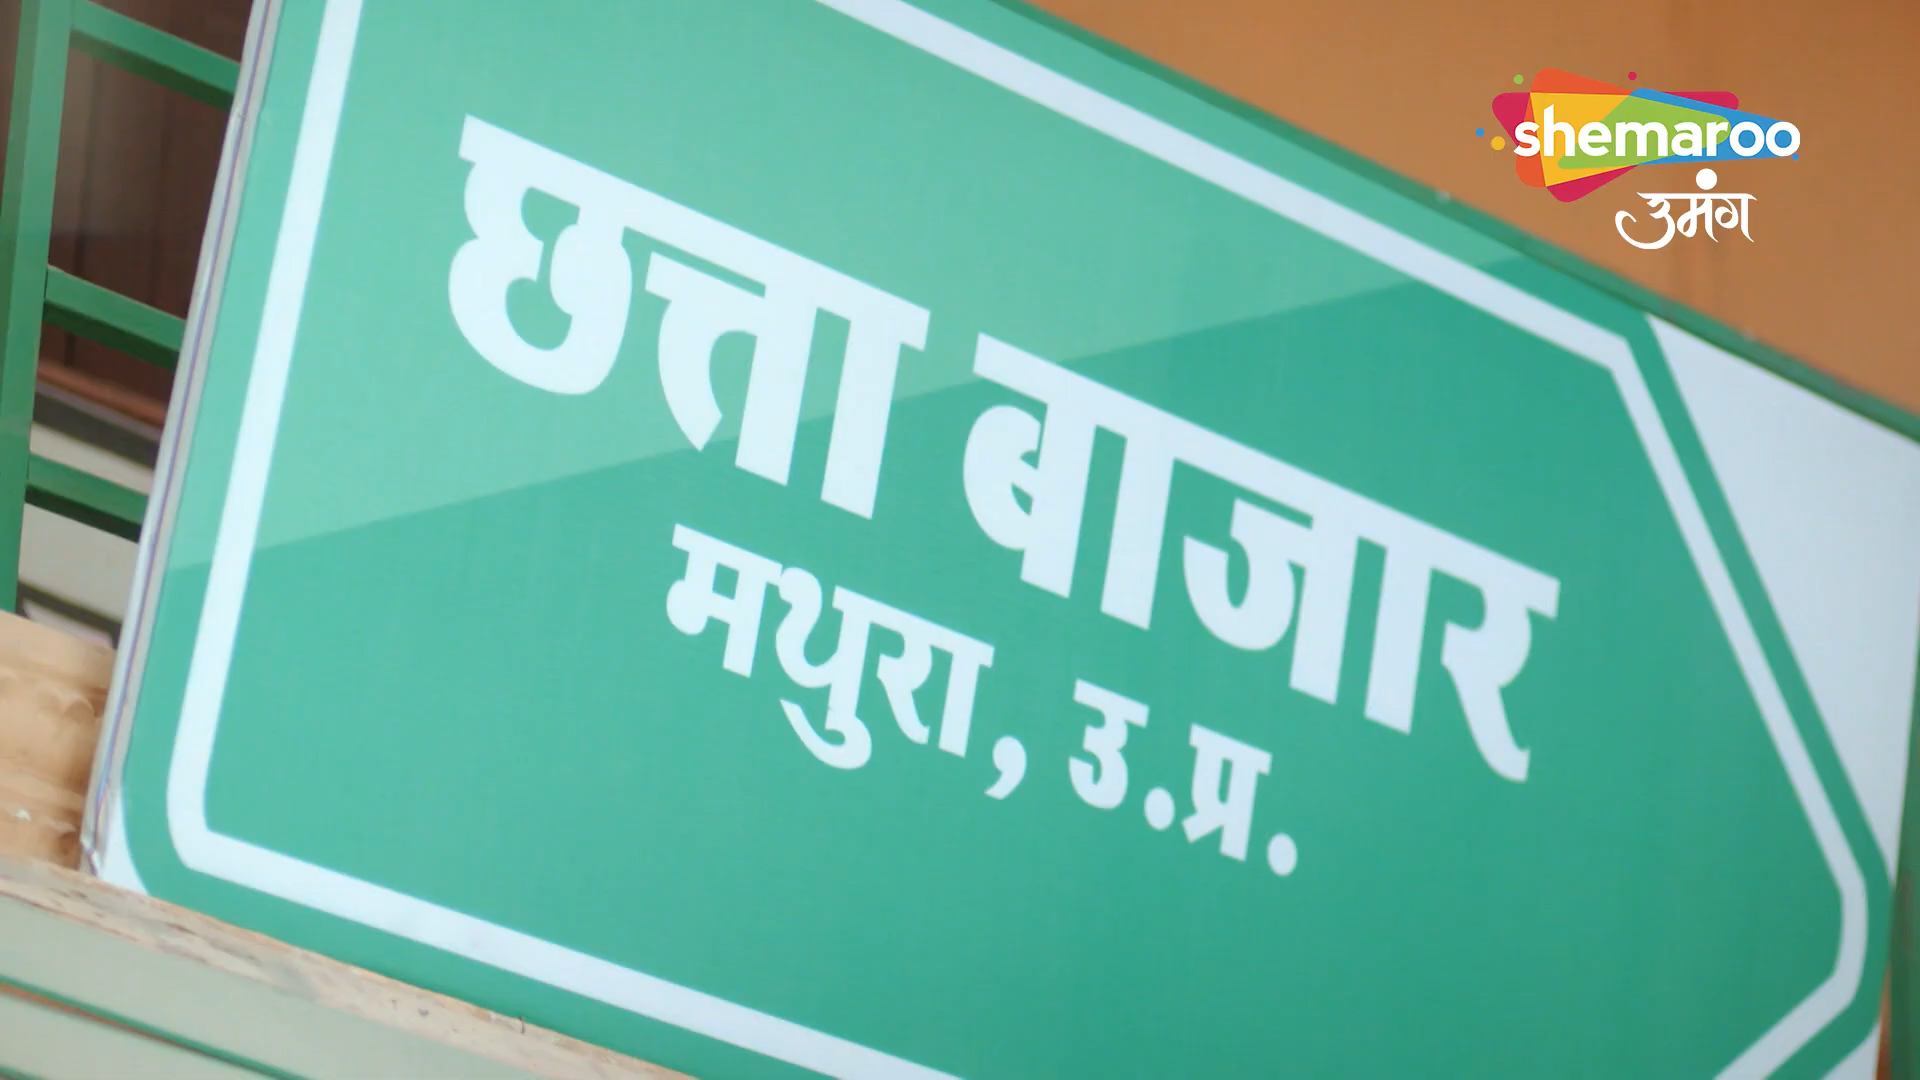 shemaroo
उमंग
छत्ता बाजार
मथुरा, उ.प्र.